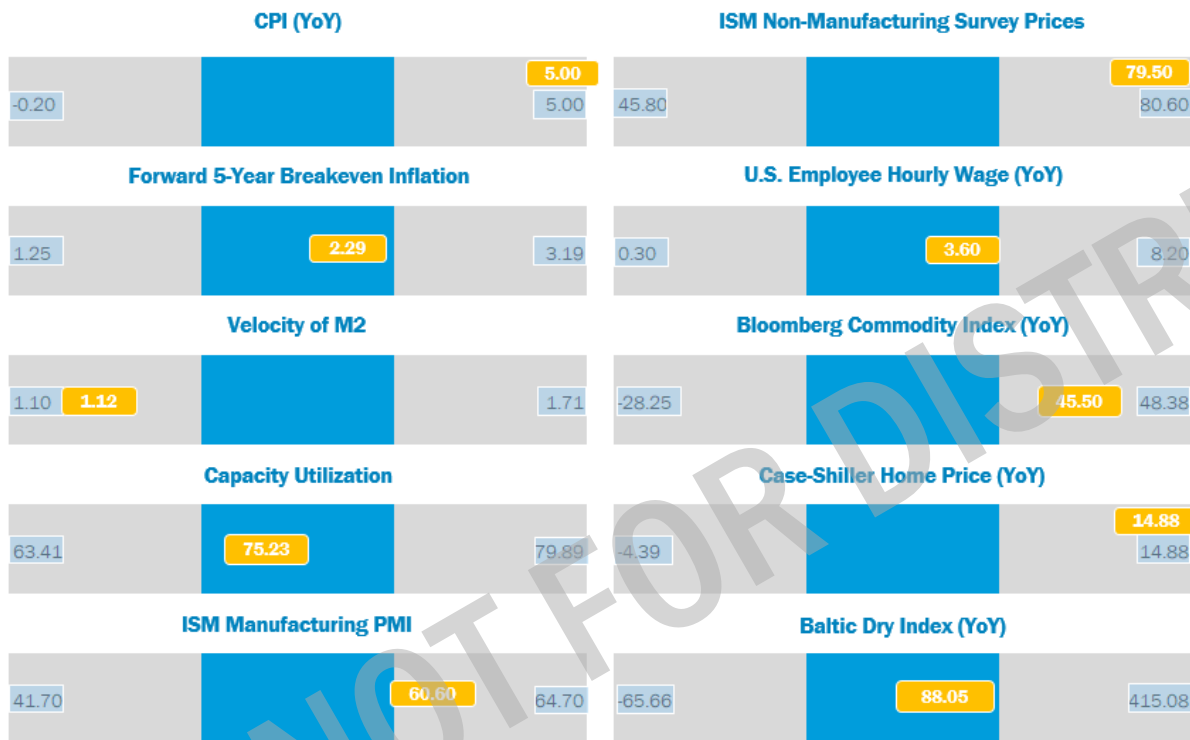 CPI (YoY)
5.00
-0.20
5.00
ISM Non-Manufacturing Survey Prices
79.50
45.80
80.60
Forward 5-Year Breakeven Inflation
1.25
2.29
3.19
U.S. Employee Hourly Wage (YoY)
0.30
3.60
8.20
Velocity of M2
1.10
1.12
1.71
Bloomberg Commodity Index (YoY)
-28.25
45.50
48.38
Capacity Utilization
63.41
75.23
79.89
Case-Shiller Home Price (YoY)
14.88
-4.39
14.88
ISM Manufacturing PMI
41.70
60.60
64.70
Baltic Dry Index (YoY)
-65.66
88.05
415.08
NOT FOR DISTR